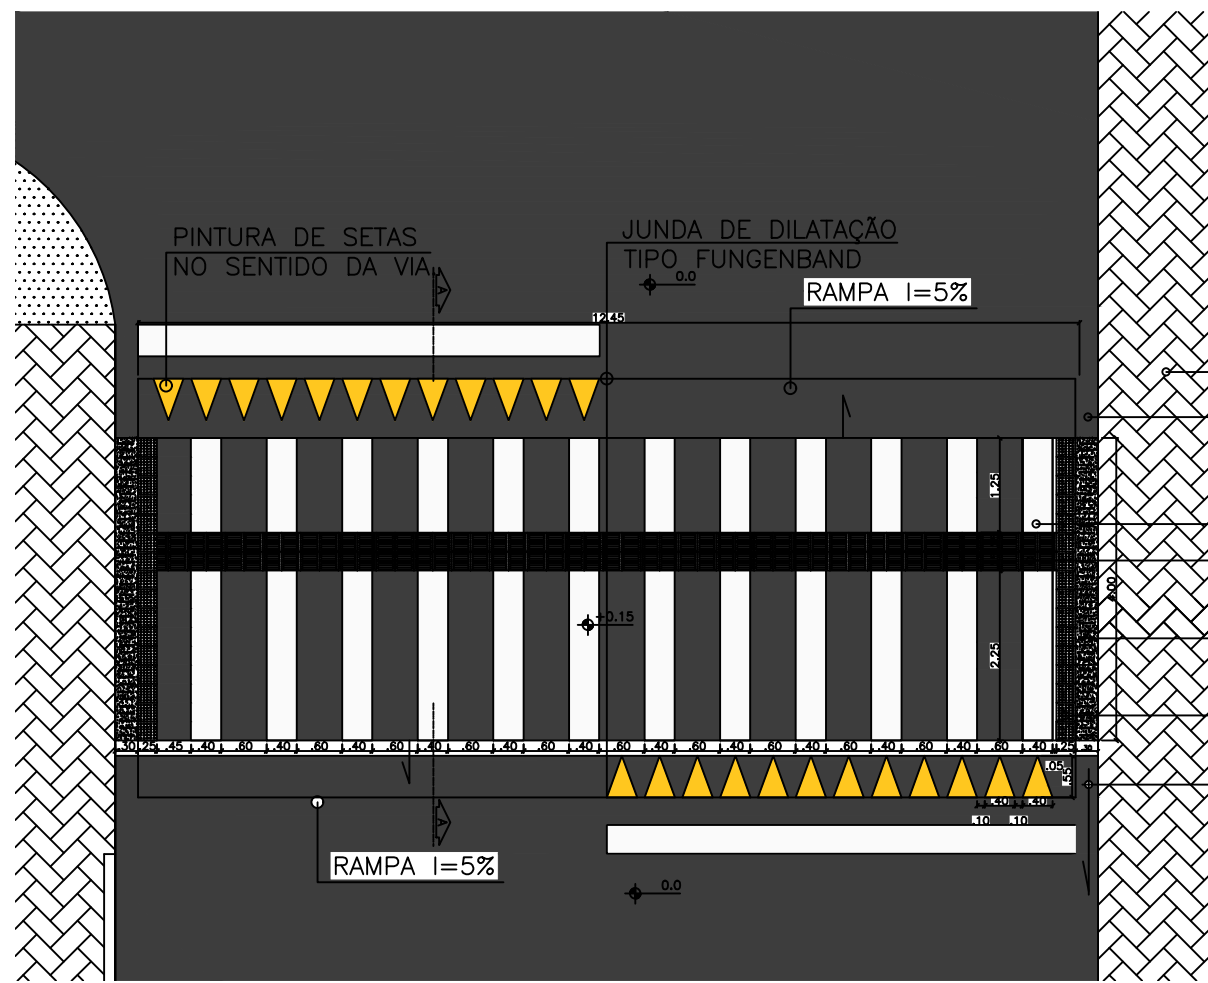 PINTURA DE SETAS
NO SENTIDO DA VIA
JUNDA DE DILATAÇÃO
TIPO FUNGENBAND
0.0
RAMPA I=5%
A
12.45
1.25
+0.15
2.25
.30 .25 .45 .40 .60 .40 .60 .40 .60 .40 .60 .40 .60 .40 .60 .40 .60 .40 .60 .40 .60 .40 .60 .40 .60 .40 .25
.05
.55
.40 .40
.10 .10
A
RAMPA I=5%
0.0